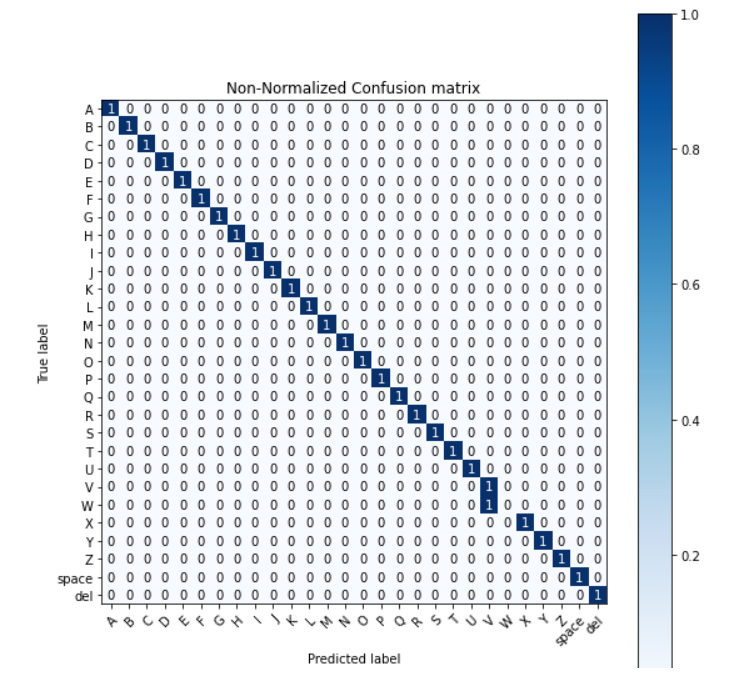 Non-Normalized Confusion matrix
True label
A 1 0 0 0 0 0 0 0 0 0 0 0 0 0 0 0 0 0 0 0 0 0 0 0 0 0 0 0
B 0 1 0 0 0 0 0 0 0 0 0 0 0 0 0 0 0 0 0 0 0 0 0 0 0 0 0 0
C 0 0 1 0 0 0 0 0 0 0 0 0 0 0 0 0 0 0 0 0 0 0 0 0 0 0 0 0
D 0 0 0 1 0 0 0 0 0 0 0 0 0 0 0 0 0 0 0 0 0 0 0 0 0 0 0 0
E 0 0 0 0 1 0 0 0 0 0 0 0 0 0 0 0 0 0 0 0 0 0 0 0 0 0 0 0
F 0 0 0 0 0 1 0 0 0 0 0 0 0 0 0 0 0 0 0 0 0 0 0 0 0 0 0 0
G 0 0 0 0 0 0 1 0 0 0 0 0 0 0 0 0 0 0 0 0 0 0 0 0 0 0 0 0
H 0 0 0 0 0 0 0 1 0 0 0 0 0 0 0 0 0 0 0 0 0 0 0 0 0 0 0 0
I 0 0 0 0 0 0 0 0 1 0 0 0 0 0 0 0 0 0 0 0 0 0 0 0 0 0 0 0
J 0 0 0 0 0 0 0 0 0 1 0 0 0 0 0 0 0 0 0 0 0 0 0 0 0 0 0 0
K 0 0 0 0 0 0 0 0 0 0 1 0 0 0 0 0 0 0 0 0 0 0 0 0 0 0 0 0
L 0 0 0 0 0 0 0 0 0 0 0 1 0 0 0 0 0 0 0 0 0 0 0 0 0 0 0 0
M 0 0 0 0 0 0 0 0 0 0 0 0 1 0 0 0 0 0 0 0 0 0 0 0 0 0 0 0
N 0 0 0 0 0 0 0 0 0 0 0 0 0 1 0 0 0 0 0 0 0 0 0 0 0 0 0 0
O 0 0 0 0 0 0 0 0 0 0 0 0 0 0 1 0 0 0 0 0 0 0 0 0 0 0 0 0
P 0 0 0 0 0 0 0 0 0 0 0 0 0 0 0 1 0 0 0 0 0 0 0 0 0 0 0 0
Q 0 0 0 0 0 0 0 0 0 0 0 0 0 0 0 0 1 0 0 0 0 0 0 0 0 0 0 0
R 0 0 0 0 0 0 0 0 0 0 0 0 0 0 0 0 0 1 0 0 0 0 0 0 0 0 0 0
S 0 0 0 0 0 0 0 0 0 0 0 0 0 0 0 0 0 0 1 0 0 0 0 0 0 0 0 0
T 0 0 0 0 0 0 0 0 0 0 0 0 0 0 0 0 0 0 0 1 0 0 0 0 0 0 0 0
U 0 0 0 0 0 0 0 0 0 0 0 0 0 0 0 0 0 0 0 0 1 0 0 0 0 0 0 0
V 0 0 0 0 0 0 0 0 0 0 0 0 0 0 0 0 0 0 0 0 0 1 0 0 0 0 0 0
W 0 0 0 0 0 0 0 0 0 0 0 0 0 0 0 0 0 0 0 0 0 1 0 0 0 0 0 0
X 0 0 0 0 0 0 0 0 0 0 0 0 0 0 0 0 0 0 0 0 0 0 0 1 0 0 0 0
Y 0 0 0 0 0 0 0 0 0 0 0 0 0 0 0 0 0 0 0 0 0 0 0 0 1 0 0 0
Z 0 0 0 0 0 0 0 0 0 0 0 0 0 0 0 0 0 0 0 0 0 0 0 0 0 1 0 0
space 0 0 0 0 0 0 0 0 0 0 0 0 0 0 0 0 0 0 0 0 0 0 0 0 0 0 1 0
del 0 0 0 0 0 0 0 0 0 0 0 0 0 0 0 0 0 0 0 0 0 0 0 0 0 0 0 1
A B C D E F G H I J K L M N O P Q R S T U V W X Y Z space del
Predicted label
1.0
0.8
0.6
0.4
0.2